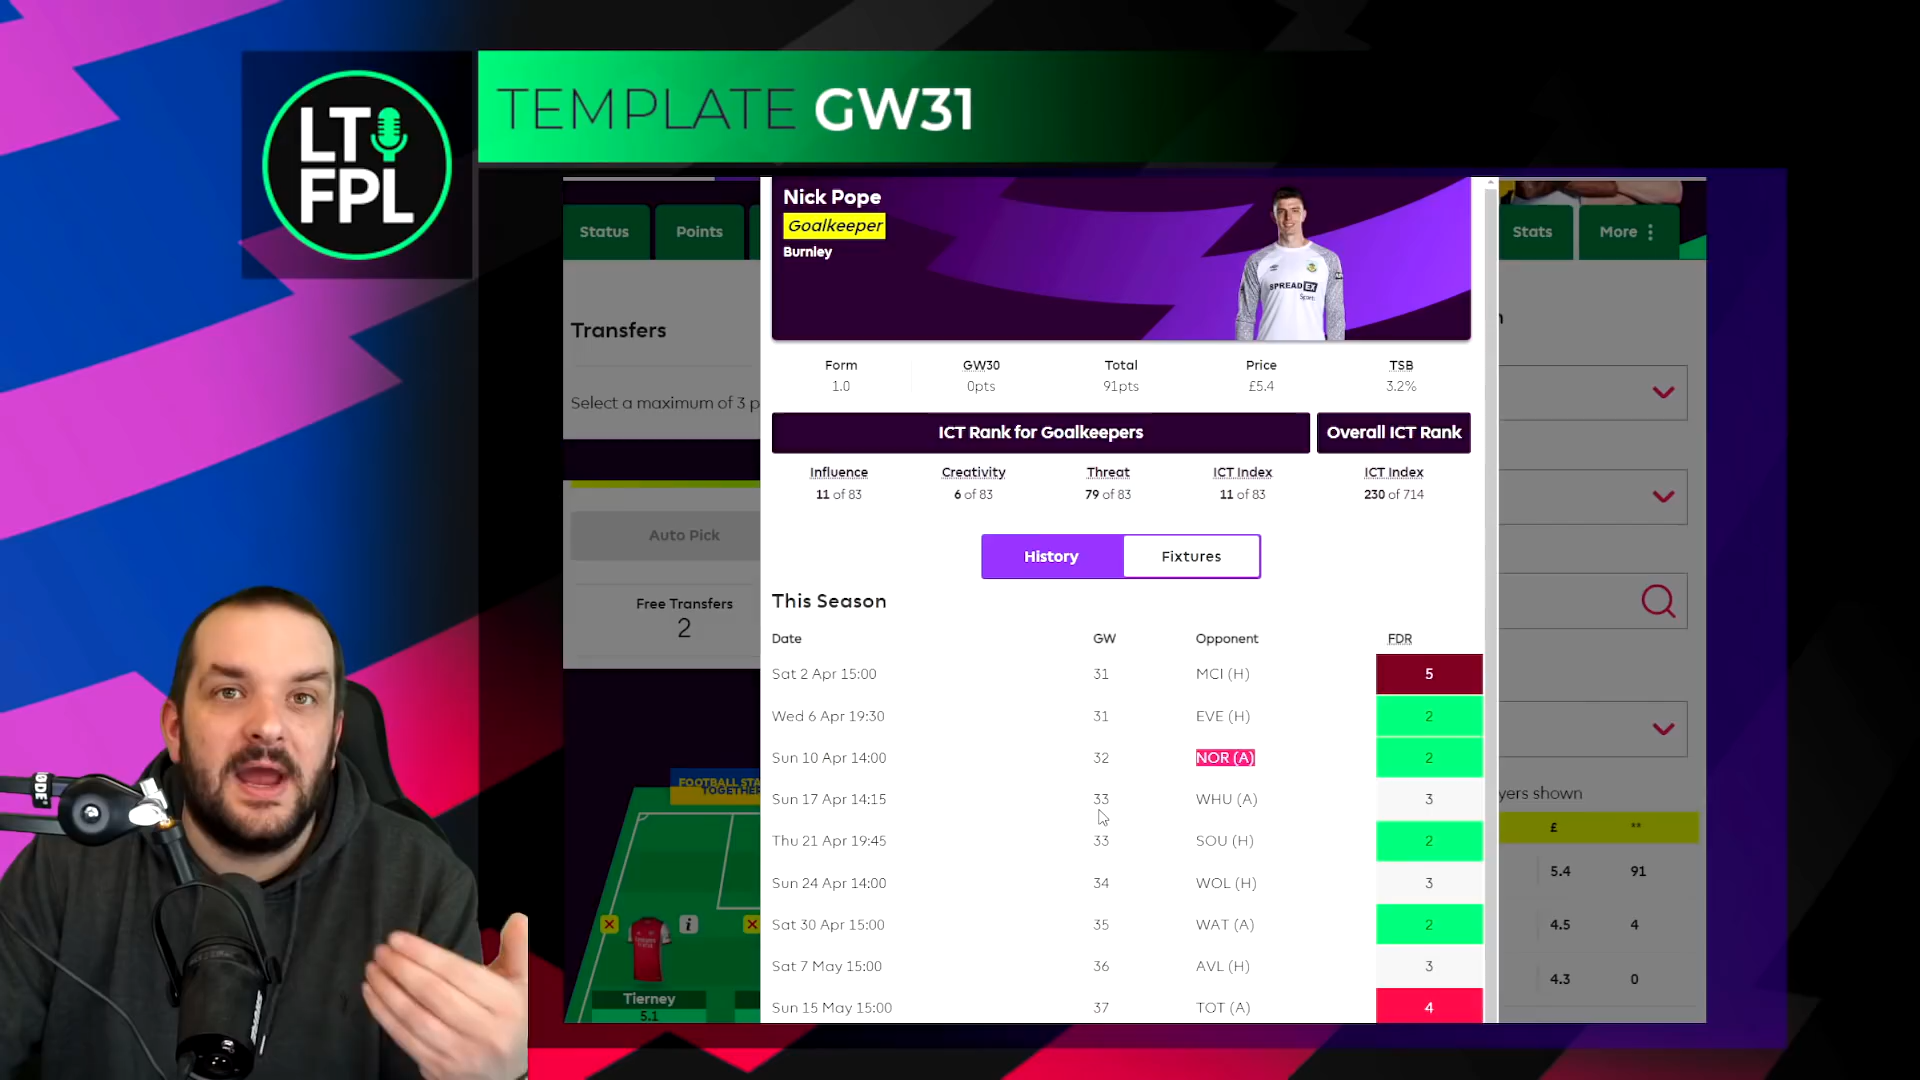 LT
FPL
TEMPLATE GW31
Status
Points
Stats
More
Nick Pope
Goalkeeper
Burnley
SPREADEX
Sports
Transfers
Select a maximum of 3 p
Form
GW30
Total
Price
TSB
1.0
0pts
91pts
£5.4
3.2%
ICT Rank for Goalkeepers
Overall ICT Rank
Influence
Creativity
Threat
ICT Index
ICT Index
11 of 83
6 of 83
79 of 83
11 of 83
230 of 714
Auto Pick
Free Transfers
2
History
Fixtures
This Season
Date GW Opponent FDR
Sat 2 Apr 15:00 31 MCI (H) 5
Wed 6 Apr 19:30 31 EVE (H) 2
Sun 10 Apr 14:00 32 NOR (A) 2
Sun 17 Apr 14:15 33 WHU (A) 3
Thu 21 Apr 19:45 33 SOU (H) 2
Sun 24 Apr 14:00 34 WOL (H) 3
Sat 30 Apr 15:00 35 WAT (A) 2
Sat 7 May 15:00 36 AVL (H) 3
Sun 15 May 15:00 37 TOT (A) 4
yers shown
£ **
5.4 91
4.5 4
4.3 0
FOOTBALL STA
TOGETHE
Tierney
5.1